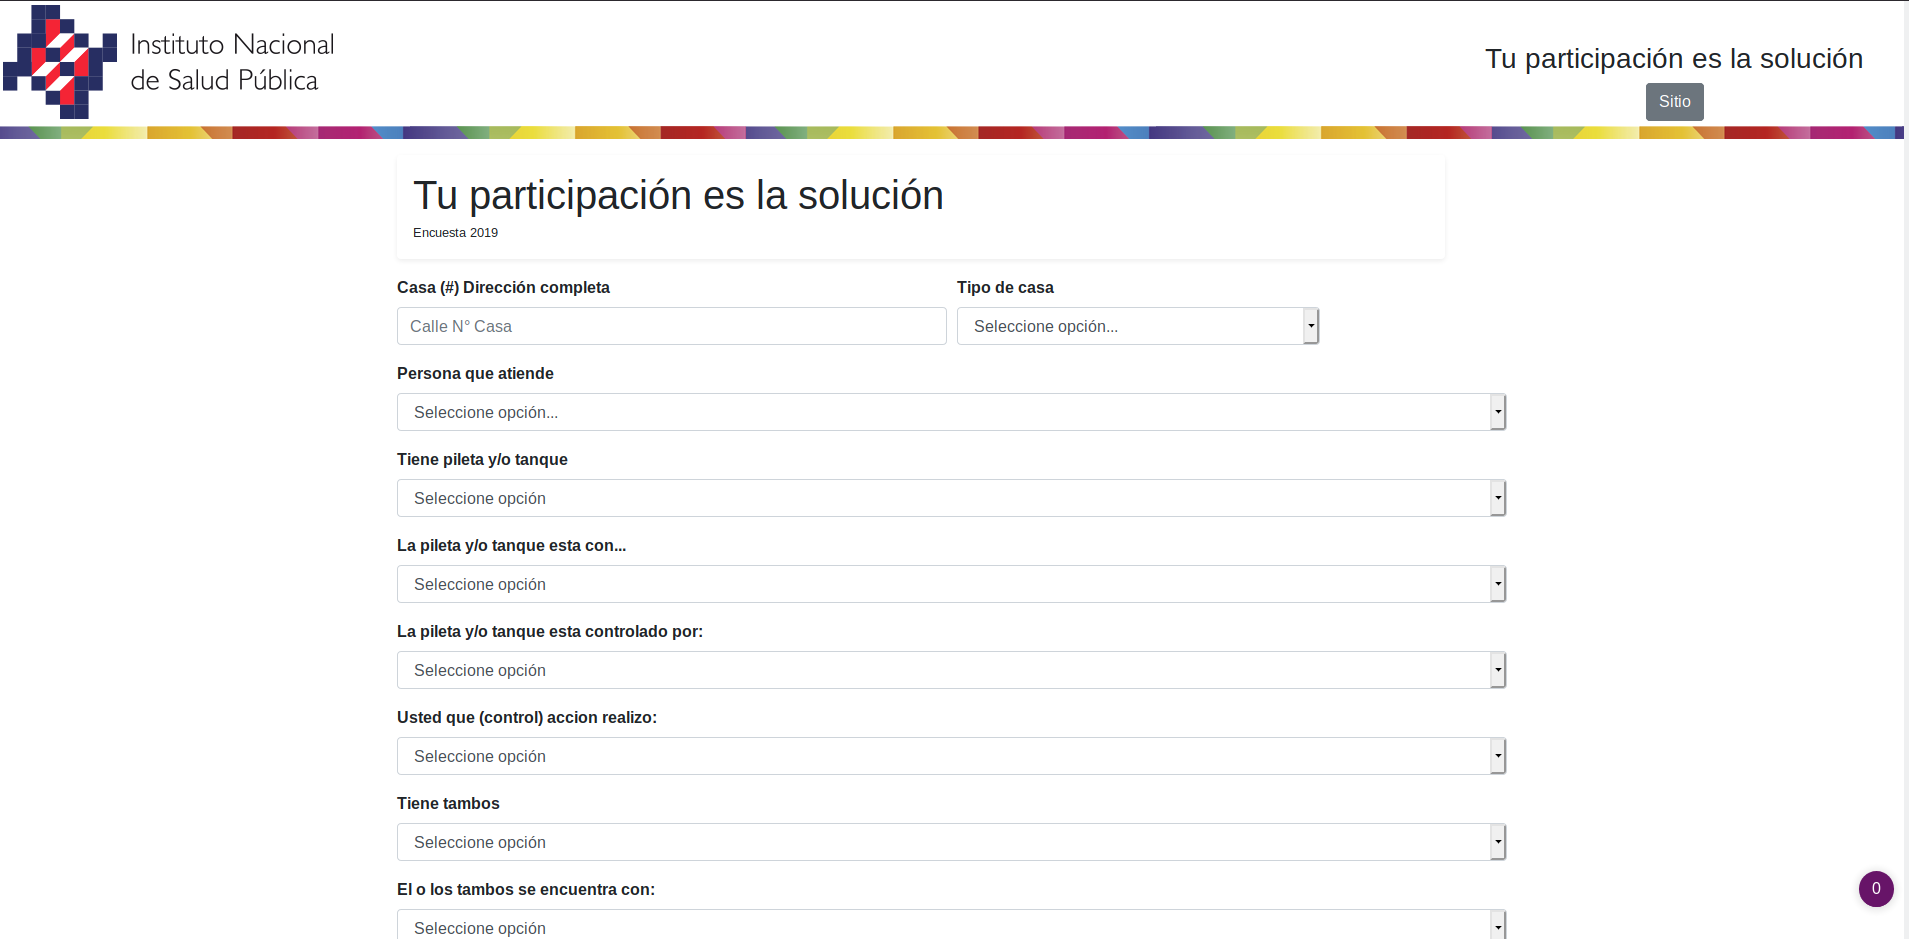 Instituto Nacional
de Salud Pública
Tu participación es la solución
Sitio
Tu participación es la solución
Encuesta 2019
Casa (#) Dirección completa
Calle N° Casa
Tipo de casa
Seleccione opción...
Persona que atiende
Seleccione opción...
Tiene pileta y/o tanque
Seleccione opción
La pileta y/o tanque esta con...
Seleccione opción
La pileta y/o tanque esta controlado por:
Seleccione opción
Usted que (control) accion realizo:
Seleccione opción
Tiene tambos
Seleccione opción
El o los tambos se encuentra con:
Seleccione opción
0